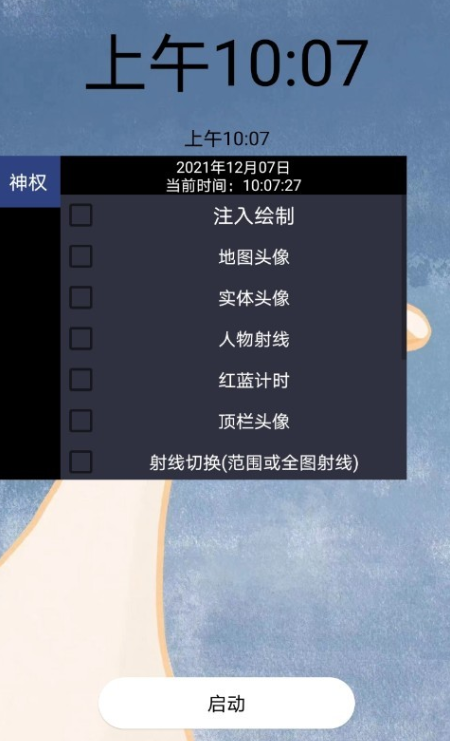 上午10:07
上午10:07
神权
2021年12月07日
当前时间：10:07:27
注入绘制
地图头像
实体头像
人物射线
红蓝计时
顶栏头像
射线切换(范围或全图射线)
启动